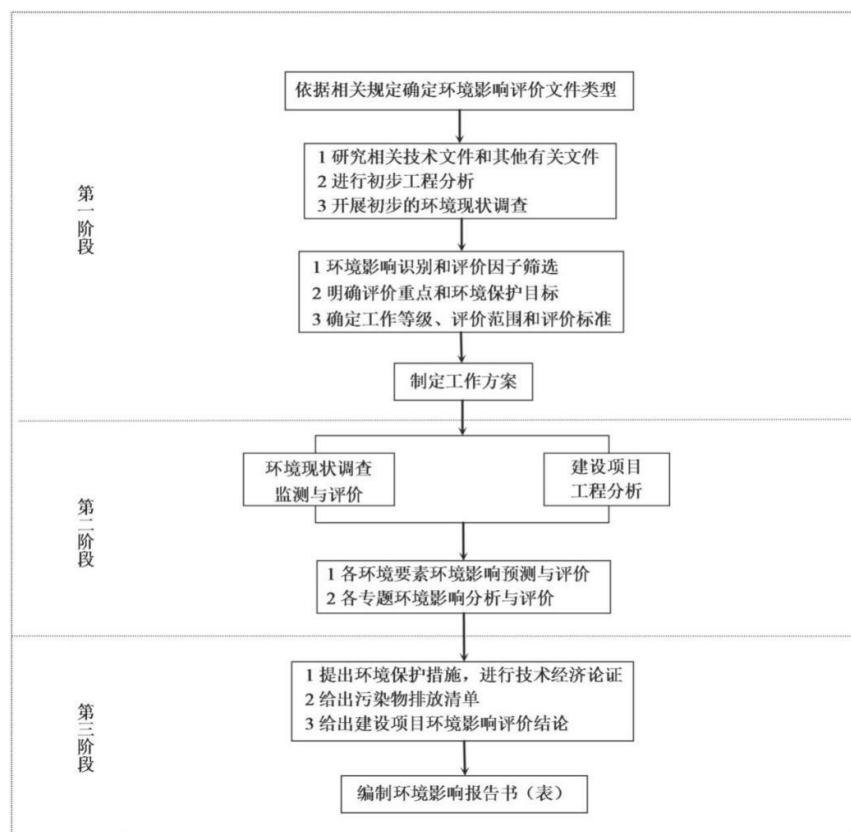 依据相关规定确定环境影响评价文件类型
1 研究相关技术文件和其他有关文件
2 进行初步工程分析
3 开展初步的环境现状调查
第一阶段
1 环境影响识别和评价因子筛选
2 明确评价重点和环境保护目标
3 确定工作等级、评价范围和评价标准
制定工作方案
环境现状调查
监测与评价
建设项目
工程分析
第二阶段
1 各环境要素环境影响预测与评价
2 各专题环境影响分析与评价
1 提出环境保护措施，进行技术经济论证
2 给出污染物排放清单
3 给出建设项目环境影响评价结论
第三阶段
编制环境影响报告书（表）